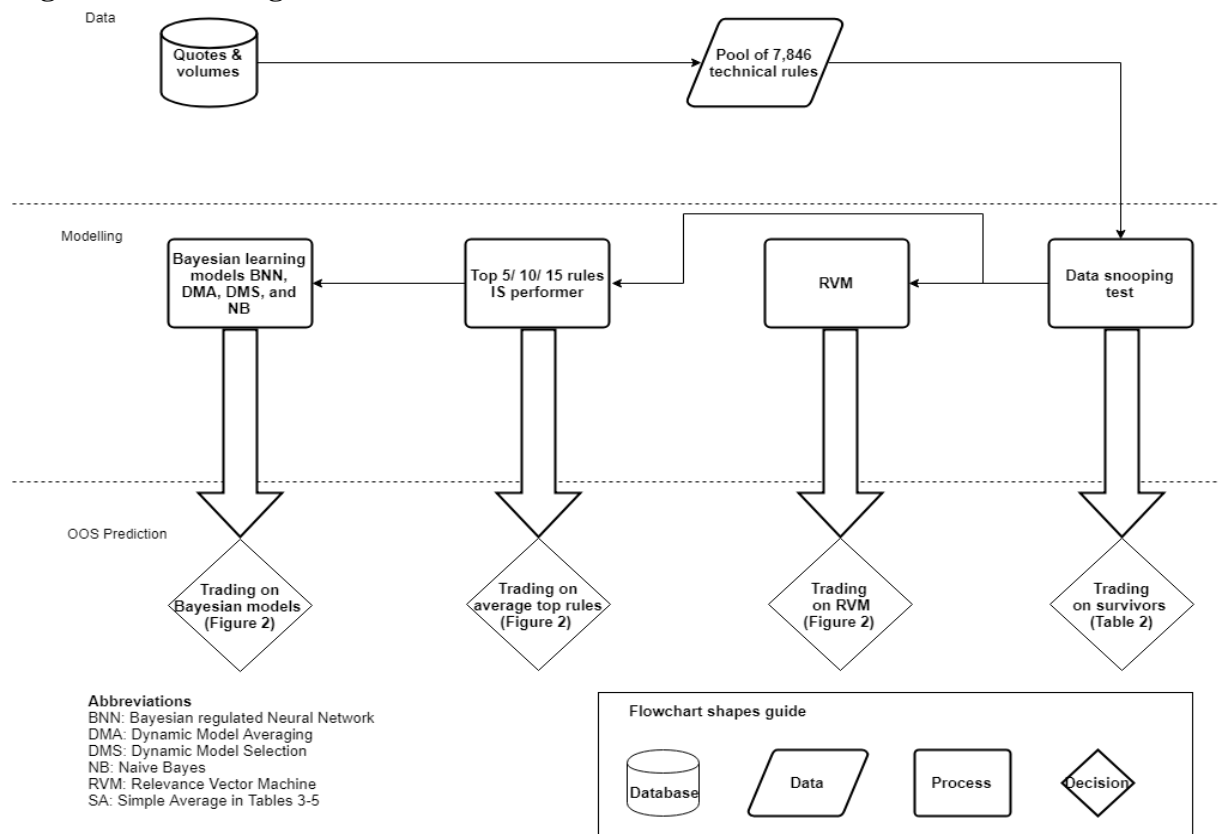 Data
Quotes &
volumes
Pool of 7,846
technical rules
Modelling
Bayesian learning
models BNN,
DMA, DMS, and
NB
Top 5/ 10/ 15 rules
IS performer
RVM
Data snooping
test
OOS Prediction
Trading on
Bayesian models
(Figure 2)
Trading on
average top rules
(Figure 2)
Trading
on RVM
(Figure 2)
Trading
on survivors
(Table 2)
Abbreviations
BNN: Bayesian regulated Neural Network
DMA: Dynamic Model Averaging
DMS: Dynamic Model Selection
NB: Naive Bayes
RVM: Relevance Vector Machine
SA: Simple Average in Tables 3-5
Flowchart shapes guide
Database
Data
Process
Decision